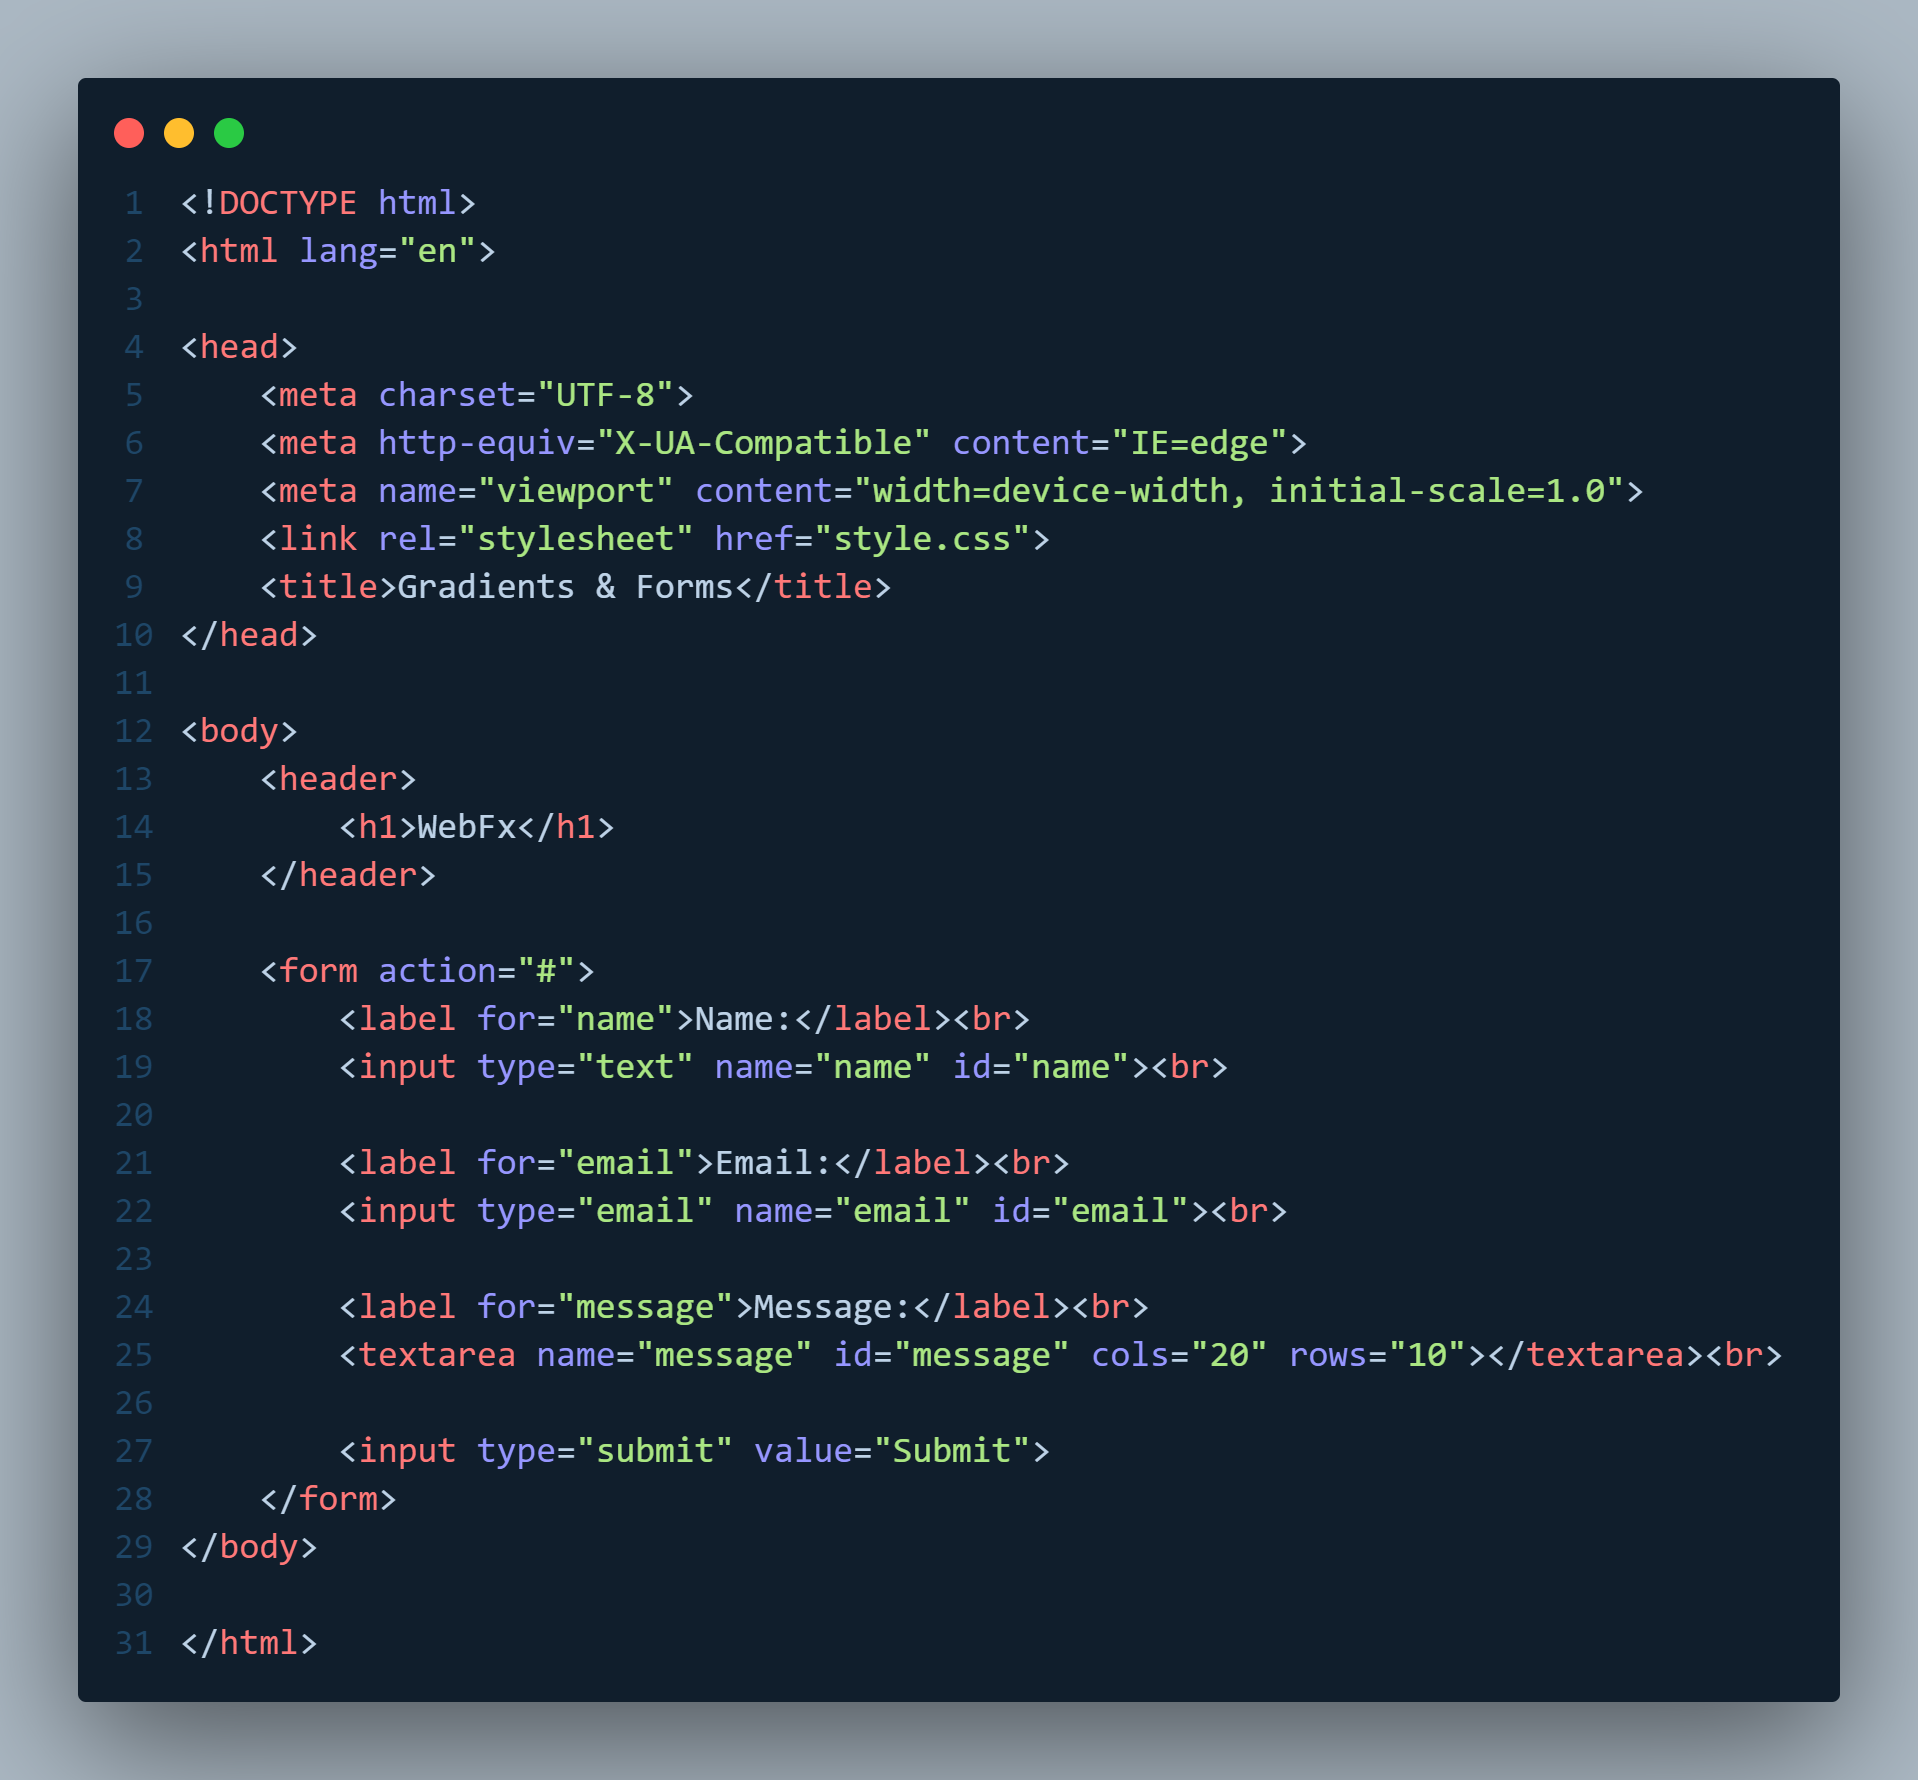 1 <!DOCTYPE html>
2 <html lang="en">
3
4 <head>
5     <meta charset="UTF-8">
6     <meta http-equiv="X-UA-Compatible" content="IE=edge">
7     <meta name="viewport" content="width=device-width, initial-scale=1.0">
8     <link rel="stylesheet" href="style.css">
9     <title>Gradients & Forms</title>
10 </head>
11
12 <body>
13     <header>
14         <h1>WebFx</h1>
15     </header>
16
17     <form action="#">
18         <label for="name">Name:</label><br>
19         <input type="text" name="name" id="name"><br>
20
21         <label for="email">Email:</label><br>
22         <input type="email" name="email" id="email"><br>
23
24         <label for="message">Message:</label><br>
25         <textarea name="message" id="message" cols="20" rows="10"></textarea><br>
26
27         <input type="submit" value="Submit">
28     </form>
29 </body>
30
31 </html>